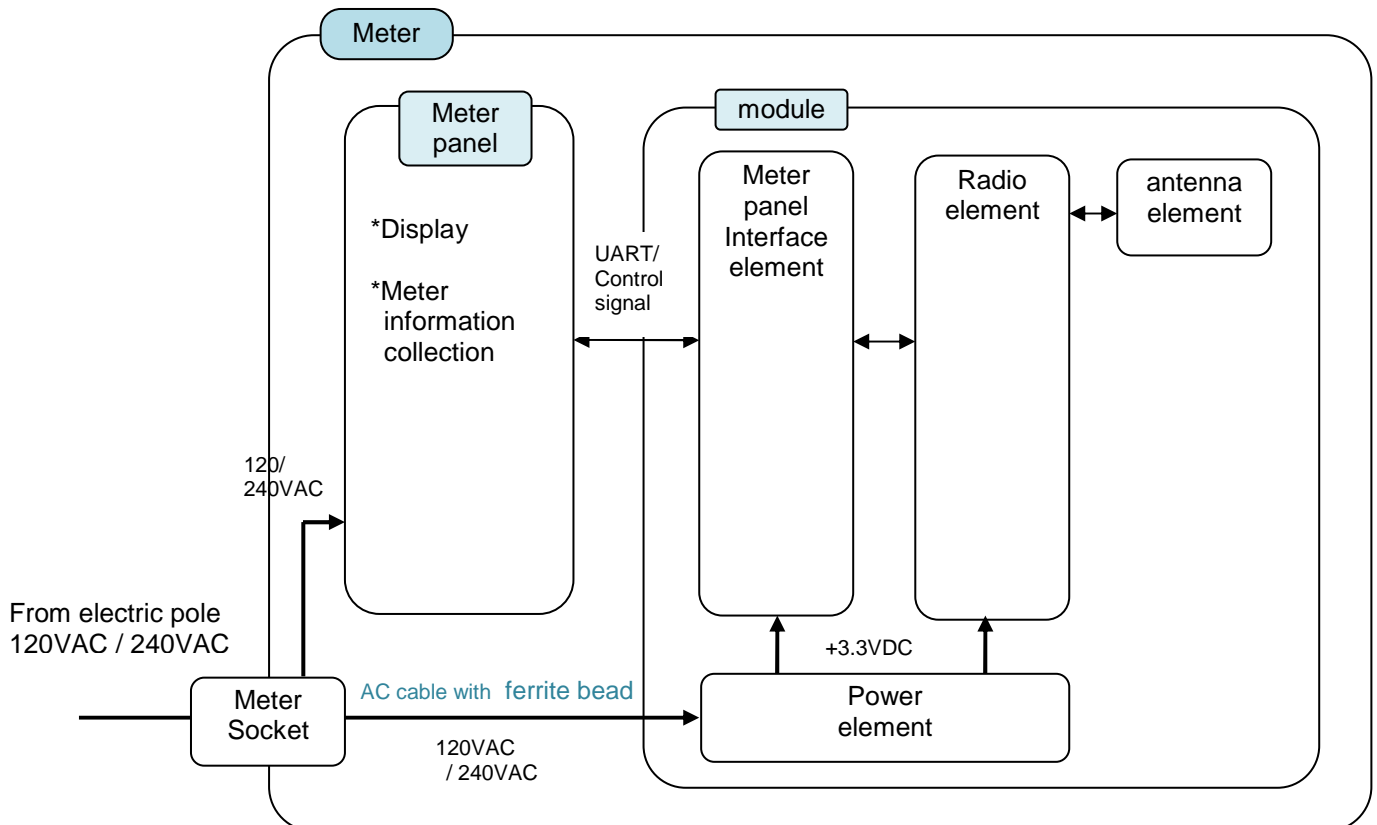 Meter
Meter
panel
*Display
*Meter
information
collection
UART/
Control
signal
module
Meter
panel
Interface
element
Radio
element
antenna
element
120/
240VAC
From electric pole
120VAC / 240VAC
Meter
Socket
AC cable with ferrite bead
120VAC
/ 240VAC
+3.3VDC
Power
element